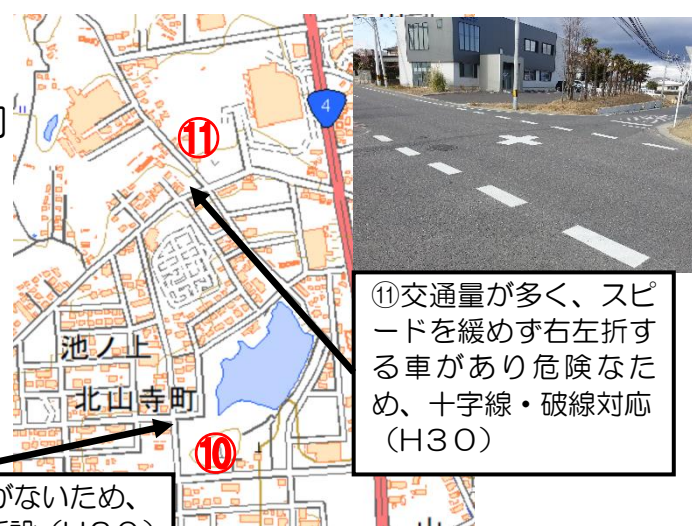 ⑪
4
池ノ上
北山寺町
⑩
⑪交通量が多く、スピ
ードを緩めず右左折す
る車があり危険なた
め、十字線・破線対応
(H30)
がないため、